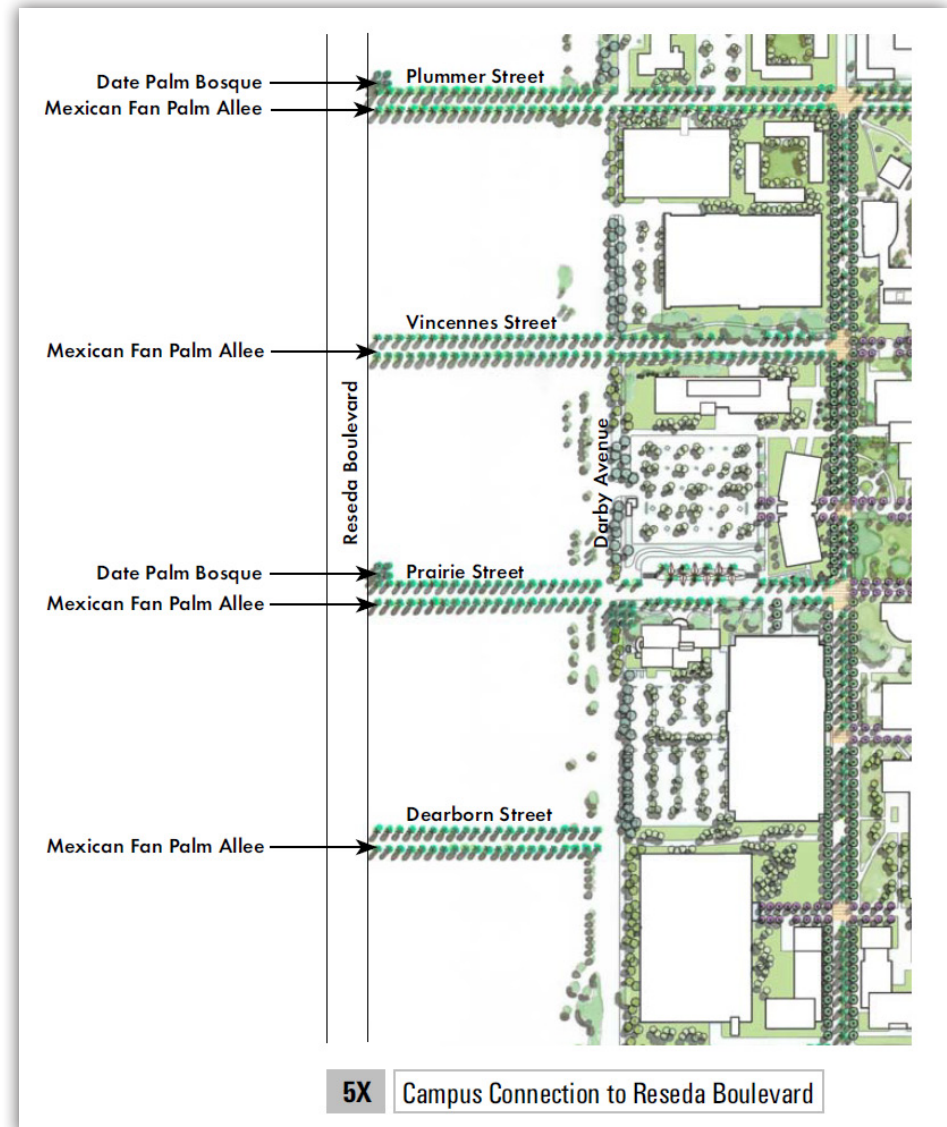 Date Palm Bosque
Plummer Street
Mexican Fan Palm Allee
Vincennes Street
Mexican Fan Palm Allee
Reseda Boulevard
Darby Avenue
Date Palm Bosque
Prairie Street
Mexican Fan Palm Allee
Dearborn Street
Mexican Fan Palm Allee
5X Campus Connection to Reseda Boulevard